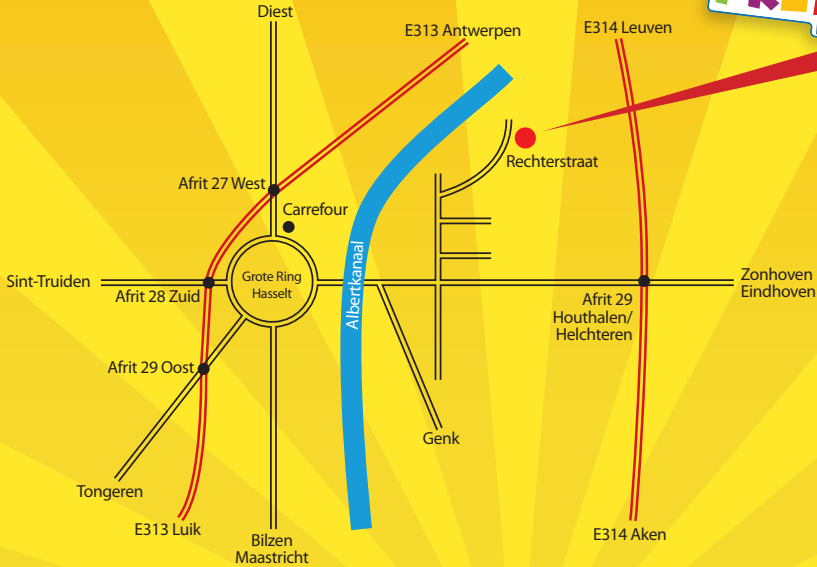 Diest
E313 Antwerpen
E314 Leuven
Rechterstraat
Afrit 27 West
Carrefour
Sint-Truiden
Afrit 28 Zuid
Grote Ring
Hasselt
Albertkanaal
Zonhoven
Eindhoven
Afrit 29
Houthalen/
Helchteren
Afrit 29 Oost
Genk
Tongeren
E313 Luik
Bilzen
Maastricht
E314 Aken